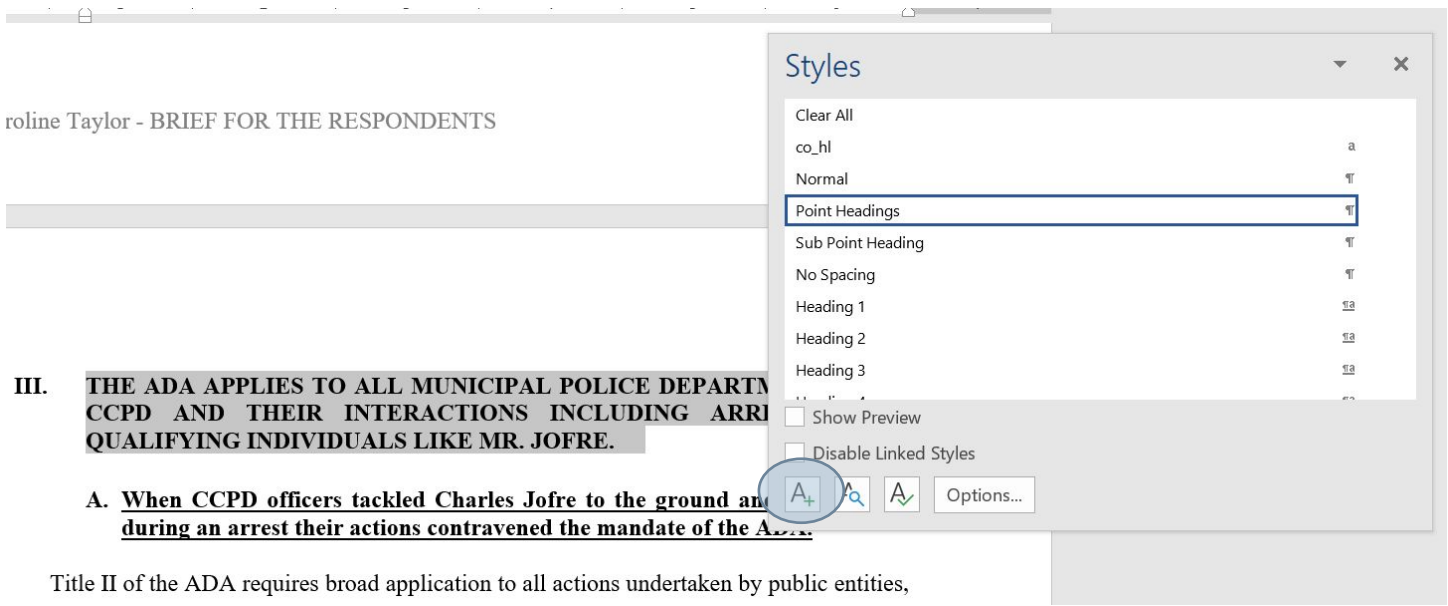 roline Taylor - BRIEF FOR THE RESPONDENTS
III. THE ADA APPLIES TO ALL MUNICIPAL POLICE
CCPD AND THEIR INTERACTIONS INCLUDING
QUALIFYING INDIVIDUALS LIKE MR. JOFRE.
A. When CCPD officers tackled Charles Jofre to the ground
during an arrest their actions contravened the mandate of the ADA.
Title II of the ADA requires broad application to all actions undertaken by public entities,
Styles
Clear All
co_hl a
Normal ¶
Point Headings ¶
Sub Point Heading ¶
No Spacing ¶
Heading 1 ¶a
Heading 2 ¶a
Heading 3 ¶a
Show Preview
Disable Linked Styles
Options...